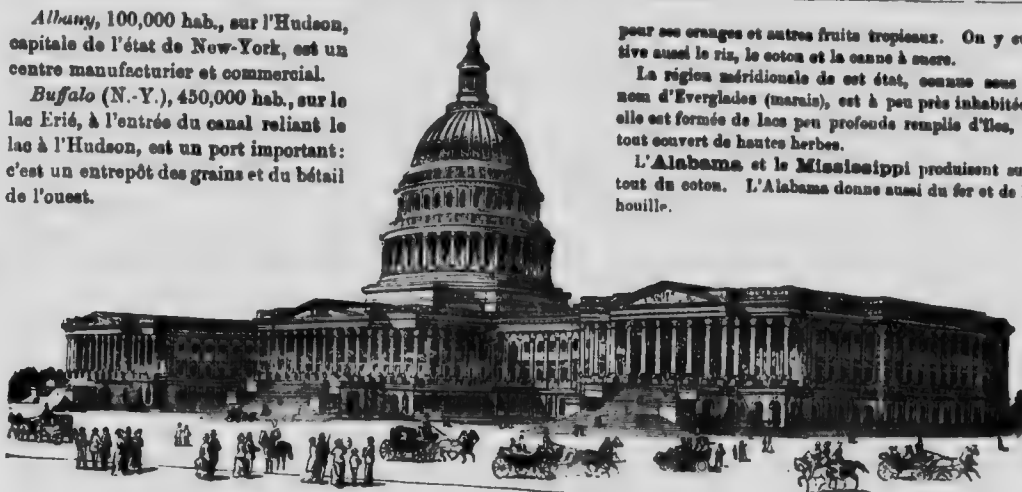 Albany, 100,000 hab., sur l'Hudson,
capitale de l'état de New-York, est un
centre manufacturier et commercial.
Buffalo (N.-Y.), 450,000 hab., sur le
lac Erié, à l'entrée du canal reliant le
lac à l'Hudson, est un port important:
c'est un entrepôt des grains et du bétail
de l'ouest.
pour ses oranges et autres fruits tropicaux. On y
tive aussi le riz, le coton et la canne à sucre.
La région méridionale de cet état, connue sous
nom d'Everglades (marais), est à peu près inhabitée
elle est formée de lacs peu profonds remplis d'îles,
tout couvert de hautes herbes.
L'Alabama et le Mississippi produisent
tout du coton. L'Alabama donne aussi du fer et de
houille.